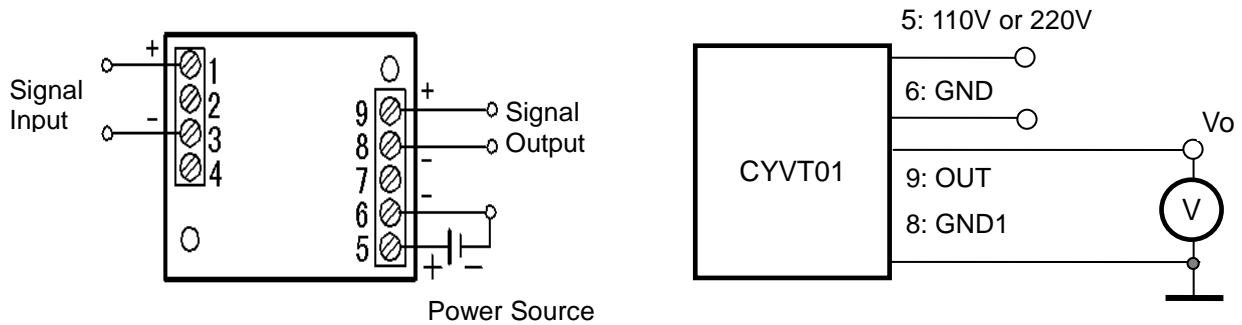 Signal
Input
+
-
1
2
3
4
9
8
7
6
5
+
-
-
+ -
Signal
Output
Power Source
CYVT01
5: 110V or 220V
6: GND
9: OUT
8: GND1
Vo
V